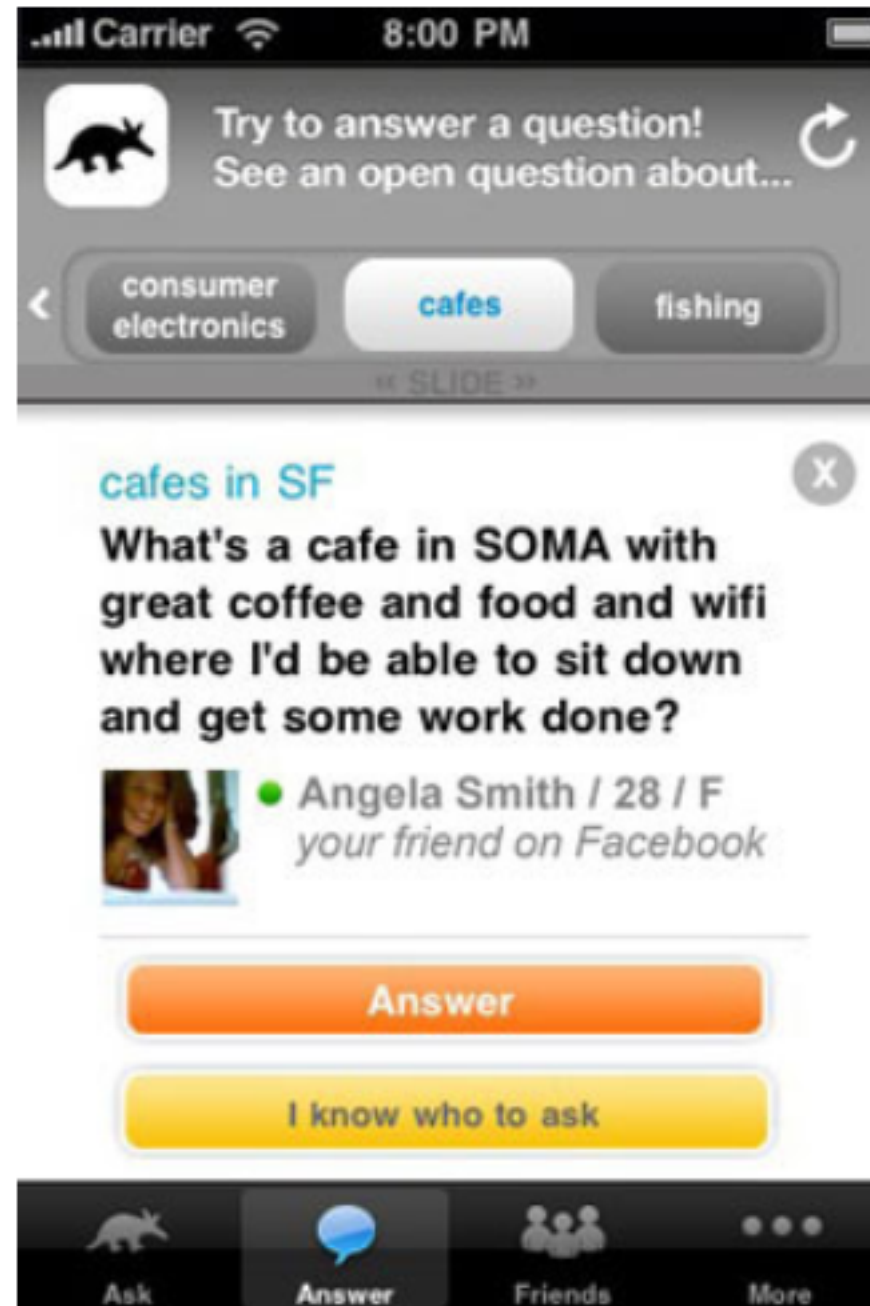 Carrier 8:00 PM
Try to answer a question!
See an open question about...
consumer
electronics
cafes
fishing
« SLIDE »
cafes in SF
X
What's a cafe in SOMA with
great coffee and food and wifi
where I'd be able to sit down
and get some work done?
Angela Smith / 28 / F
your friend on Facebook
Answer
I know who to ask
Ask Answer Friends More